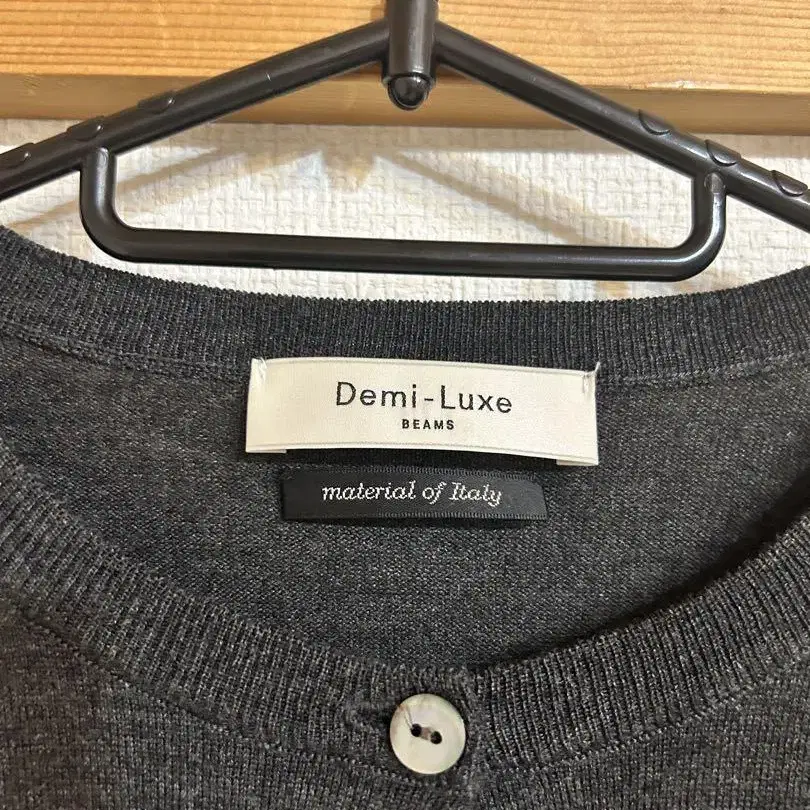 Demi-Luxe
BEAMS
material of Italy